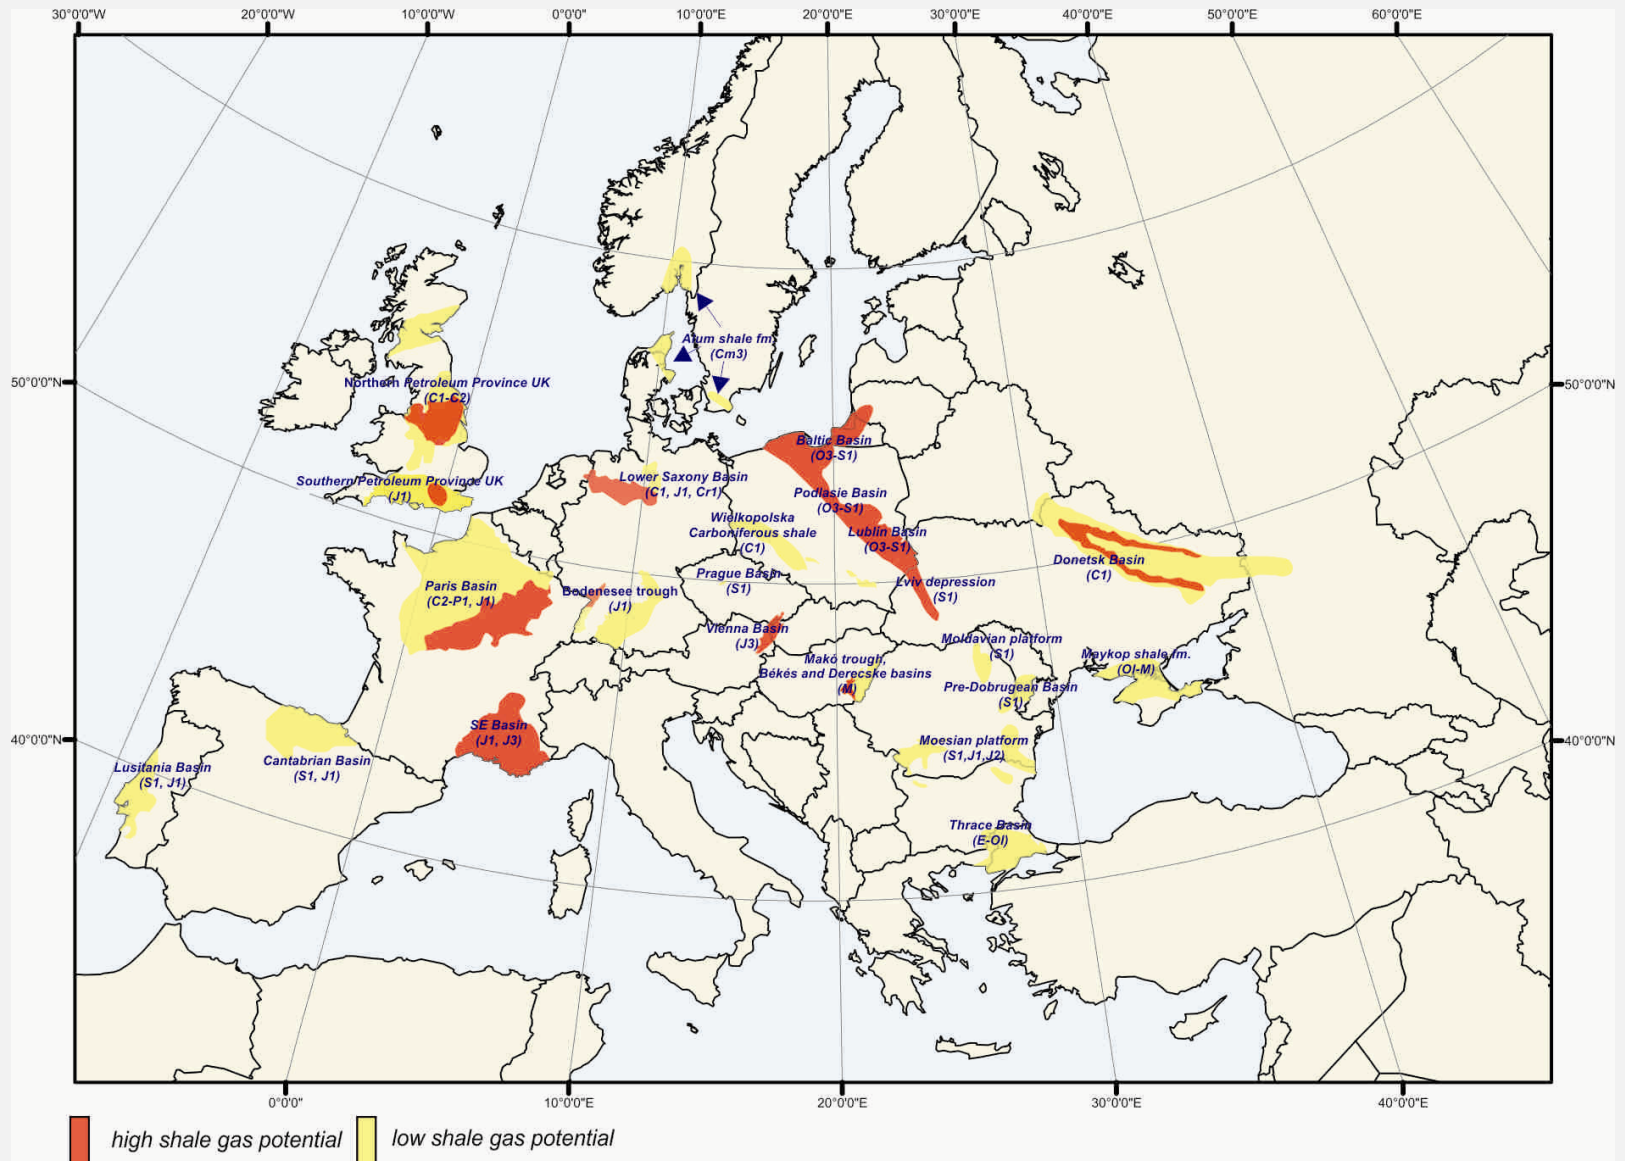 30°0'0"W 20°0'0"W 10°0'0"W 0°0'0" 10°0'0"E 20°0'0"E 30°0'0"E 40°0'0"E 50°0'0"E 60°0'0"E
Alum shale fm.
(Cm3)
50°0'0"N
50°0'0"N
Northern Petroleum Province UK
(C1-C2)
Baltic Basin
(O3-S1)
Southern Petroleum Province UK
(J1)
Lower Saxony Basin
(C1, J1, Cr1)
Podlasie Basin
(O3-S1)
Wielkopolska
Carboniferous shale
(C1)
Lublin Basin
(O3-S1)
Donetsk Basin
(C1)
Prague Basin
(S1)
Lviv depression
(S1)
Paris Basin
(C2-P1, J1)
Bodenesee trough
(J1)
Vienna Basin
(J3)
Moldavian platform
(S1)
Maykop shale fm.
(Ol-M)
Makó trough,
Békés and Derecske basins
(M)
Pre-Dobrugean Basin
(S1)
SE Basin
(J1, J3)
40°0'0"N
40°0'0"N
Moesian platform
(S1,J1,J2)
Cantabrian Basin
(S1, J1)
Lusitania Basin
(S1, J1)
Thrace Basin
(E-Ol)
0°0'0" 10°0'0"E 20°0'0"E 30°0'0"E 40°0'0"E
high shale gas potential low shale gas potential